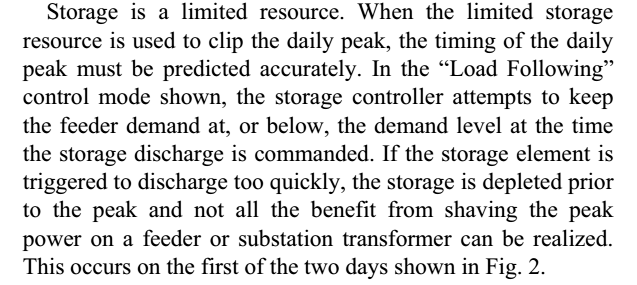 Storage is a limited resource. When the limited storage
resource is used to clip the daily peak, the timing of the daily
peak must be predicted accurately. In the “Load Following”
control mode shown, the storage controller attempts to keep
the feeder demand at, or below, the demand level at the time
the storage discharge is commanded. If the storage element is
triggered to discharge too quickly, the storage is depleted prior
to the peak and not all the benefit from shaving the peak
power on a feeder or substation transformer can be realized.
This occurs on the first of the two days shown in Fig. 2.